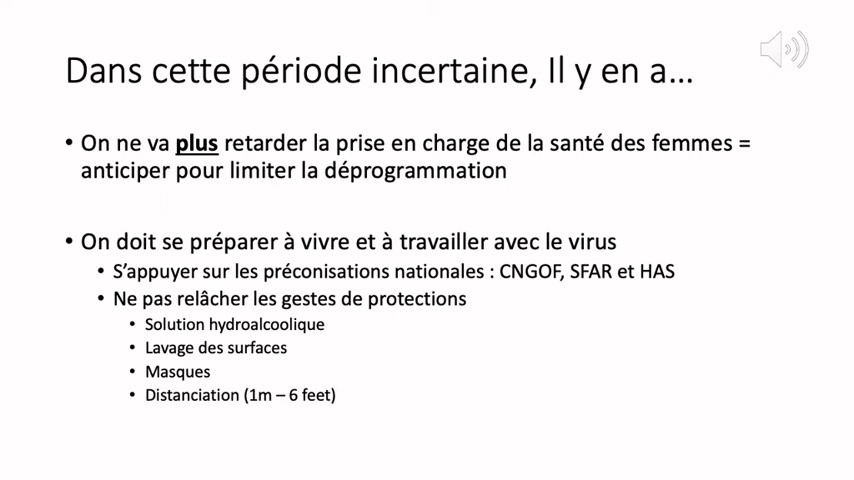 Dans cette période incertaine, Il y en a…
• On ne va plus retarder la prise en charge de la santé des femmes =
anticiper pour limiter la déprogrammation
• On doit se préparer à vivre et à travailler avec le virus
• S’appuyer sur les préconisations nationales : CNGOF, SFAR et HAS
• Ne pas relâcher les gestes de protections
• Solution hydroalcoolique
• Lavage des surfaces
• Masques
• Distanciation (1m – 6 feet)